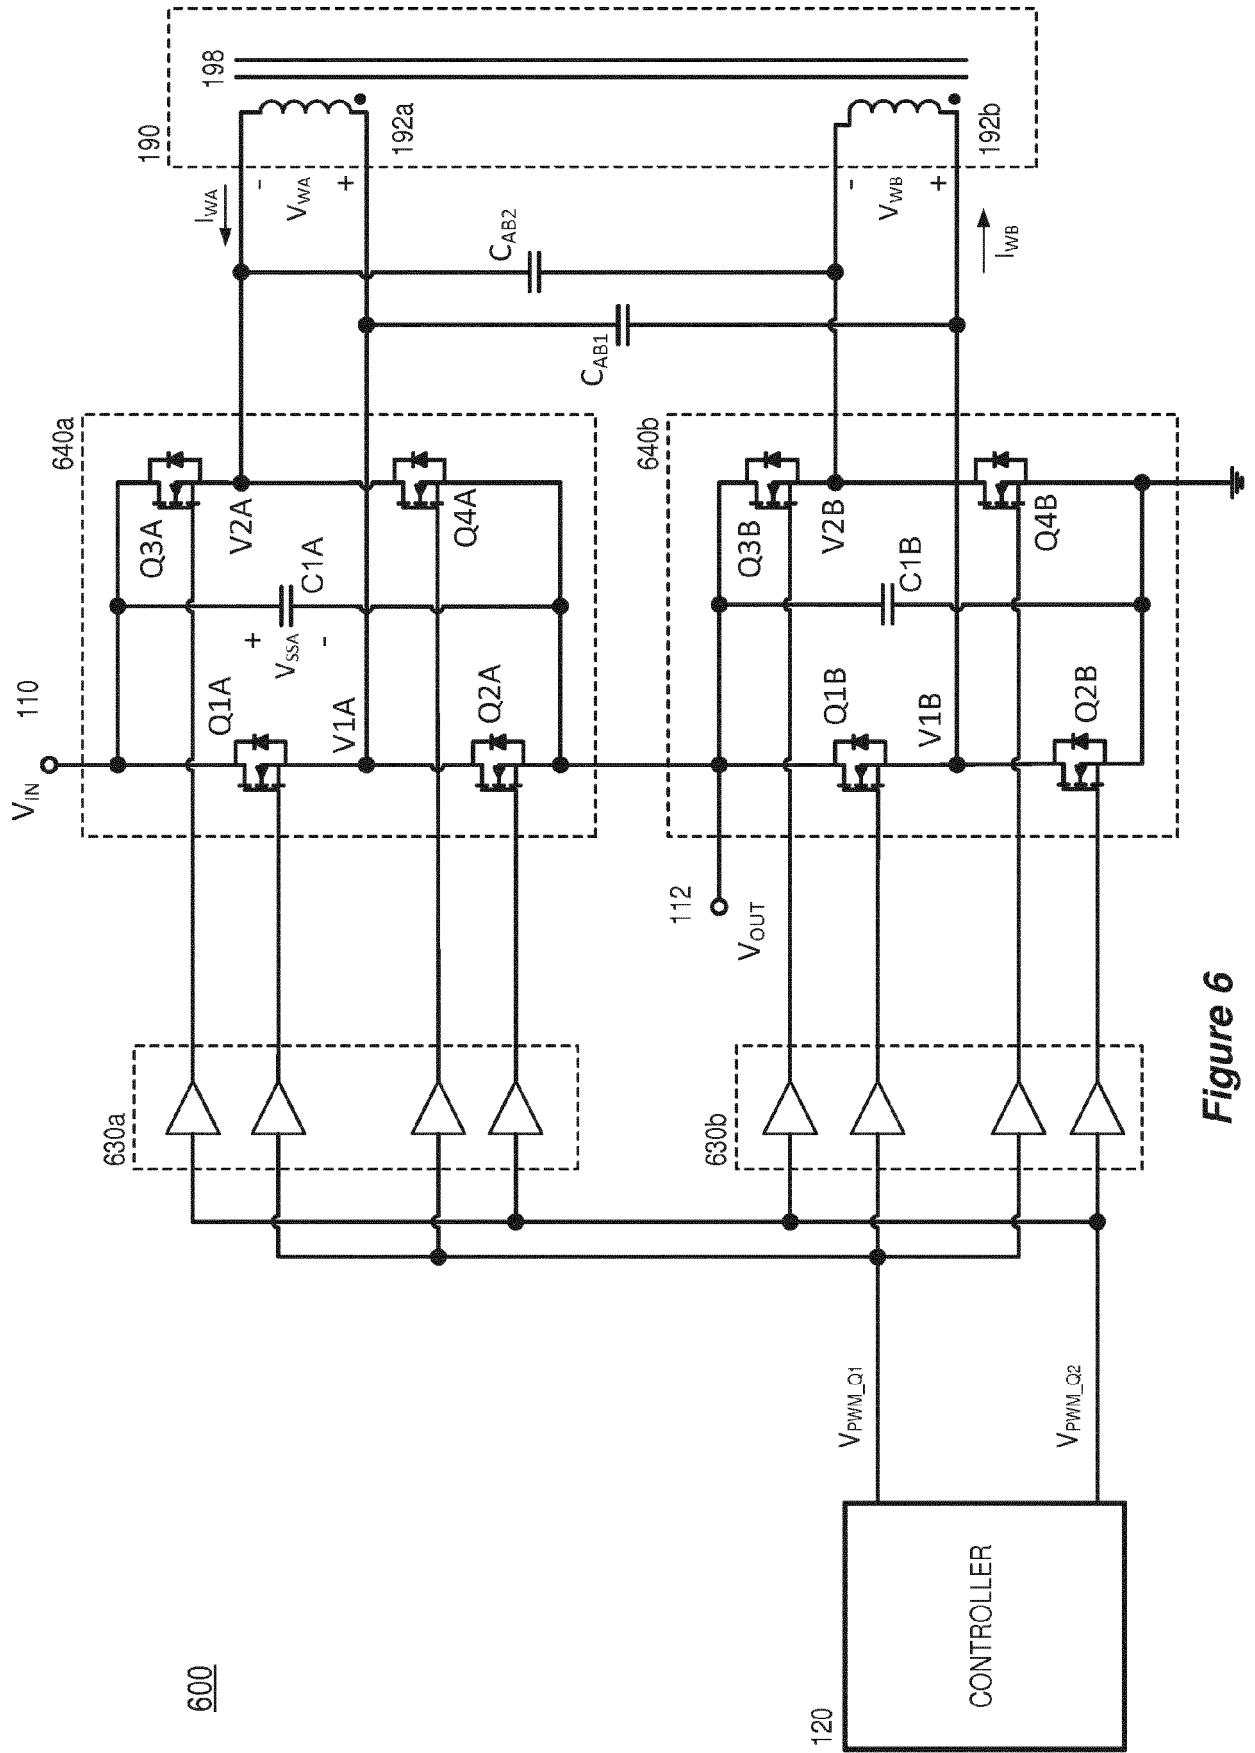 600
120
CONTROLLER
V_PWM_Q1
V_PWM_Q2
630a
630b
V_IN
110
112
V_OUT
640a
Q1A
Q3A
V_SSA
+
-
C1A
V1A
V2A
Q2A
Q4A
640b
Q1B
Q3B
C1B
V1B
V2B
Q2B
Q4B
C_AB1
C_AB2
I_WA
-
V_WA
+
I_WB
-
V_WB
+
190
198
192a
192b
Figure 6